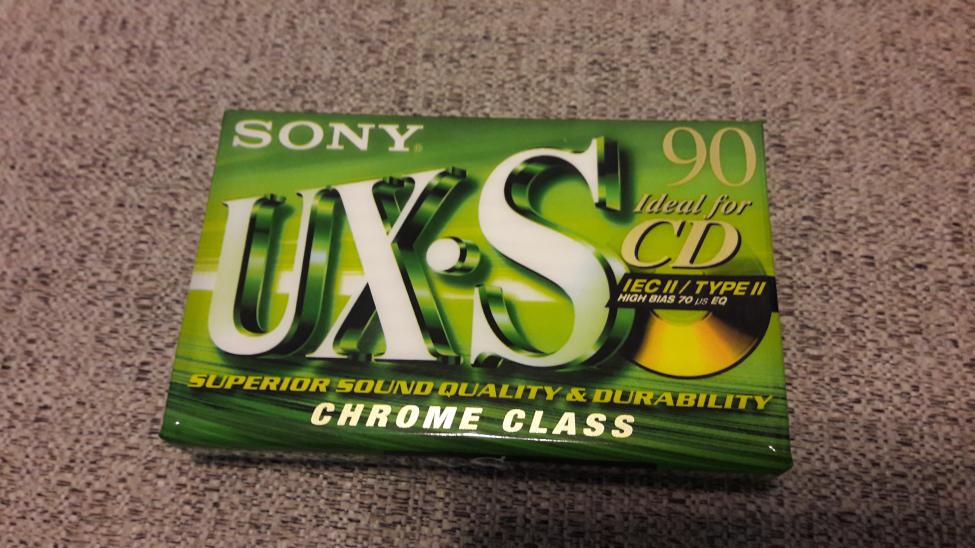 SONY®
90
UX·S
Ideal for
CD
IEC II / TYPE II
HIGH BIAS 70 µs EQ
SUPERIOR SOUND QUALITY & DURABILITY
CHROME CLASS